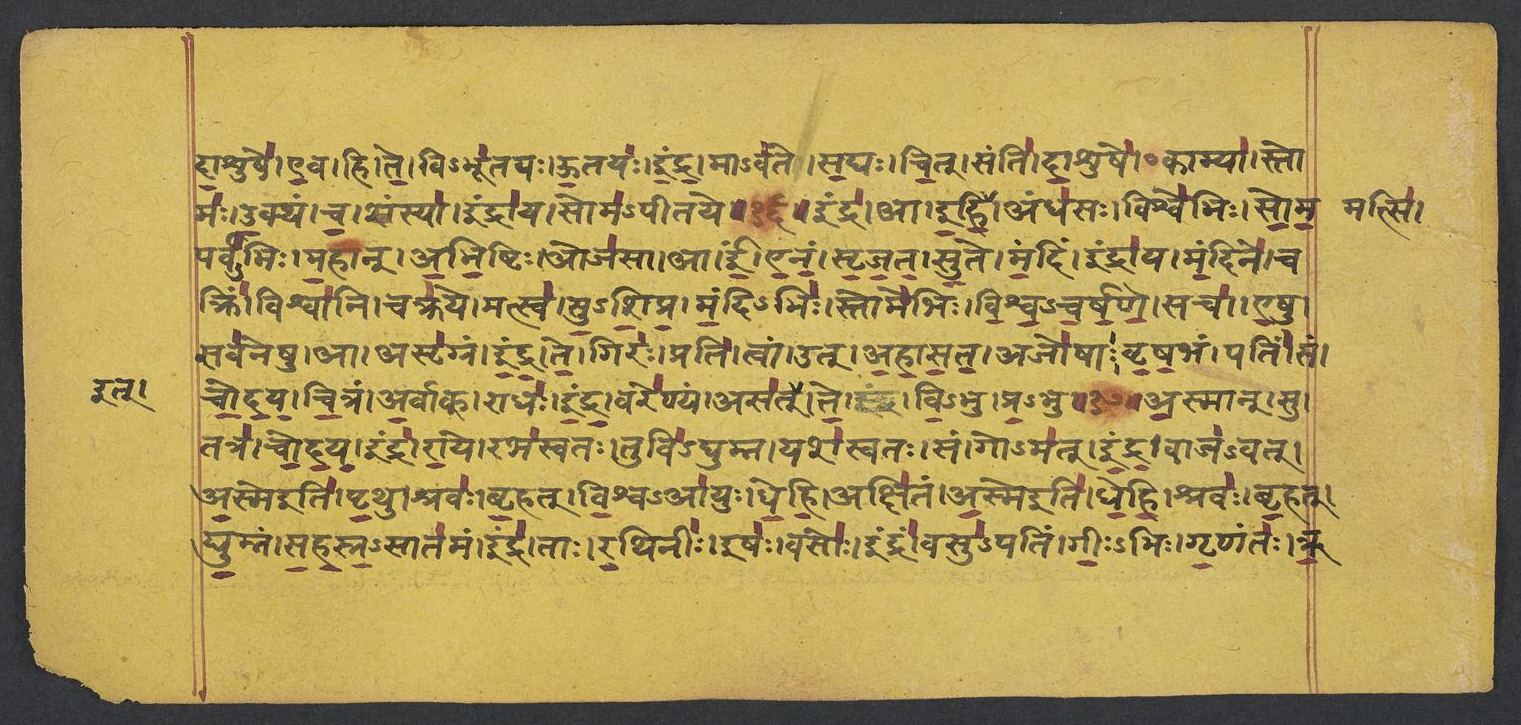 दाशुषे।एव।हि।ते।विऽभूतयः।ऊतयः।इंद्र।माऽवते।सद्यः।चित्।संति।दाशुषे।॰काम्या।स्तो
मः।उक्थ्यं।च।शंस्या।इंद्राय।सोमऽपीतये॥१६॥इंद्र।आ।इहि।अंधसः।विश्वेभिः।सोम मत्सि।
पर्वुभिः।महान्।अभिष्टिः।ओजसा।आ।ईं।एनं।सृजत।सुते।मंदिं।इंद्राय।मंदिने।च
क्रिं।विश्वानि।चक्रये।मत्स्व।सुऽशिप्र।मंदिऽभिः।स्तोमेभिः।विश्वऽचर्षणे।सचा।एषु।
सवनेषु।आ।असृग्रं।इंद्र।ते।गिरः।प्रति।त्वां।उत्।अहासत।अजोषाः।वृषभं।पतिं।सं।
इत्।
चोदय।चित्रं।अर्वाक्।राधः।इंद्र।वरेण्यं।असत्।ते।विऽभु।प्रऽभु॥१७॥अस्मान्।सु।
तत्र।चोदय।इंद्र।राये।रभस्वतः।तुविऽद्युम्न।यशस्वतः।सं।गोऽमत्।इंद्र।वाजऽवत्।
अस्मेइति।पृथु।श्रवः।बृहत्।विश्वऽआयुः।धेहि।अक्षितं।अस्मेइति।धेहि।श्रवः।बृहत्।
द्युम्नं।सहस्रऽसातमं।इंद्र।ताः।रथिनीः।इषः।वसोः।इंद्रं।वसुऽपतिं।गीःऽभिः।गृणंतः।ऋ